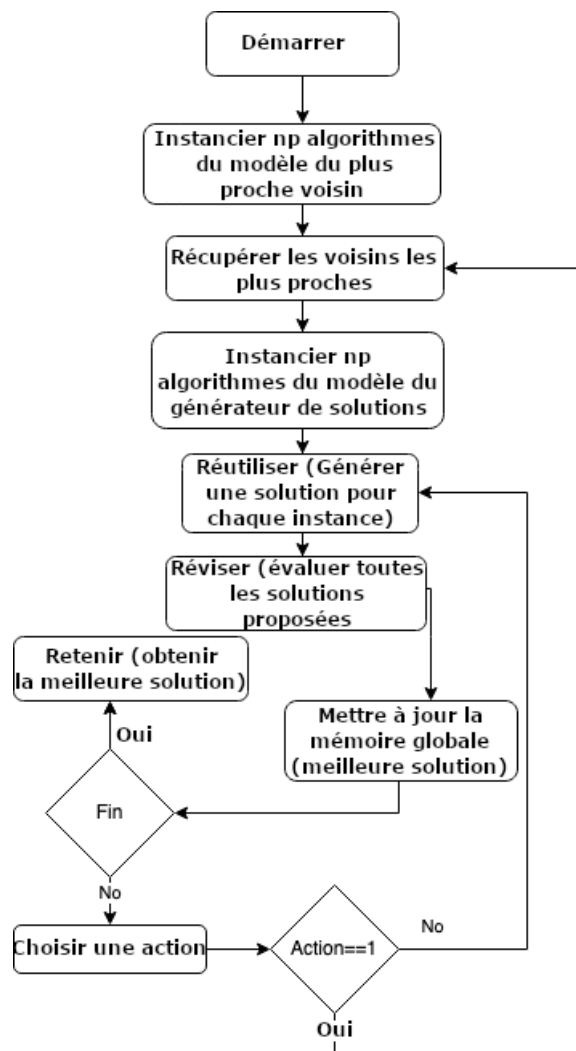 Démarrer
Instancier np algorithmes
du modèle du plus
proche voisin
Récupérer les voisins les
plus proches
Instancier np
algorithmes du modèle du
générateur de solutions
Réutiliser (Générer
une solution pour
chaque instance)
Réviser (évaluer toutes
les solutions
proposées
Retenir (obtenir
la meilleure solution)
Mettre à jour la
mémoire globale
(meilleure solution)
Oui
Fin
No
Choisir une action
Action==1
No
Oui